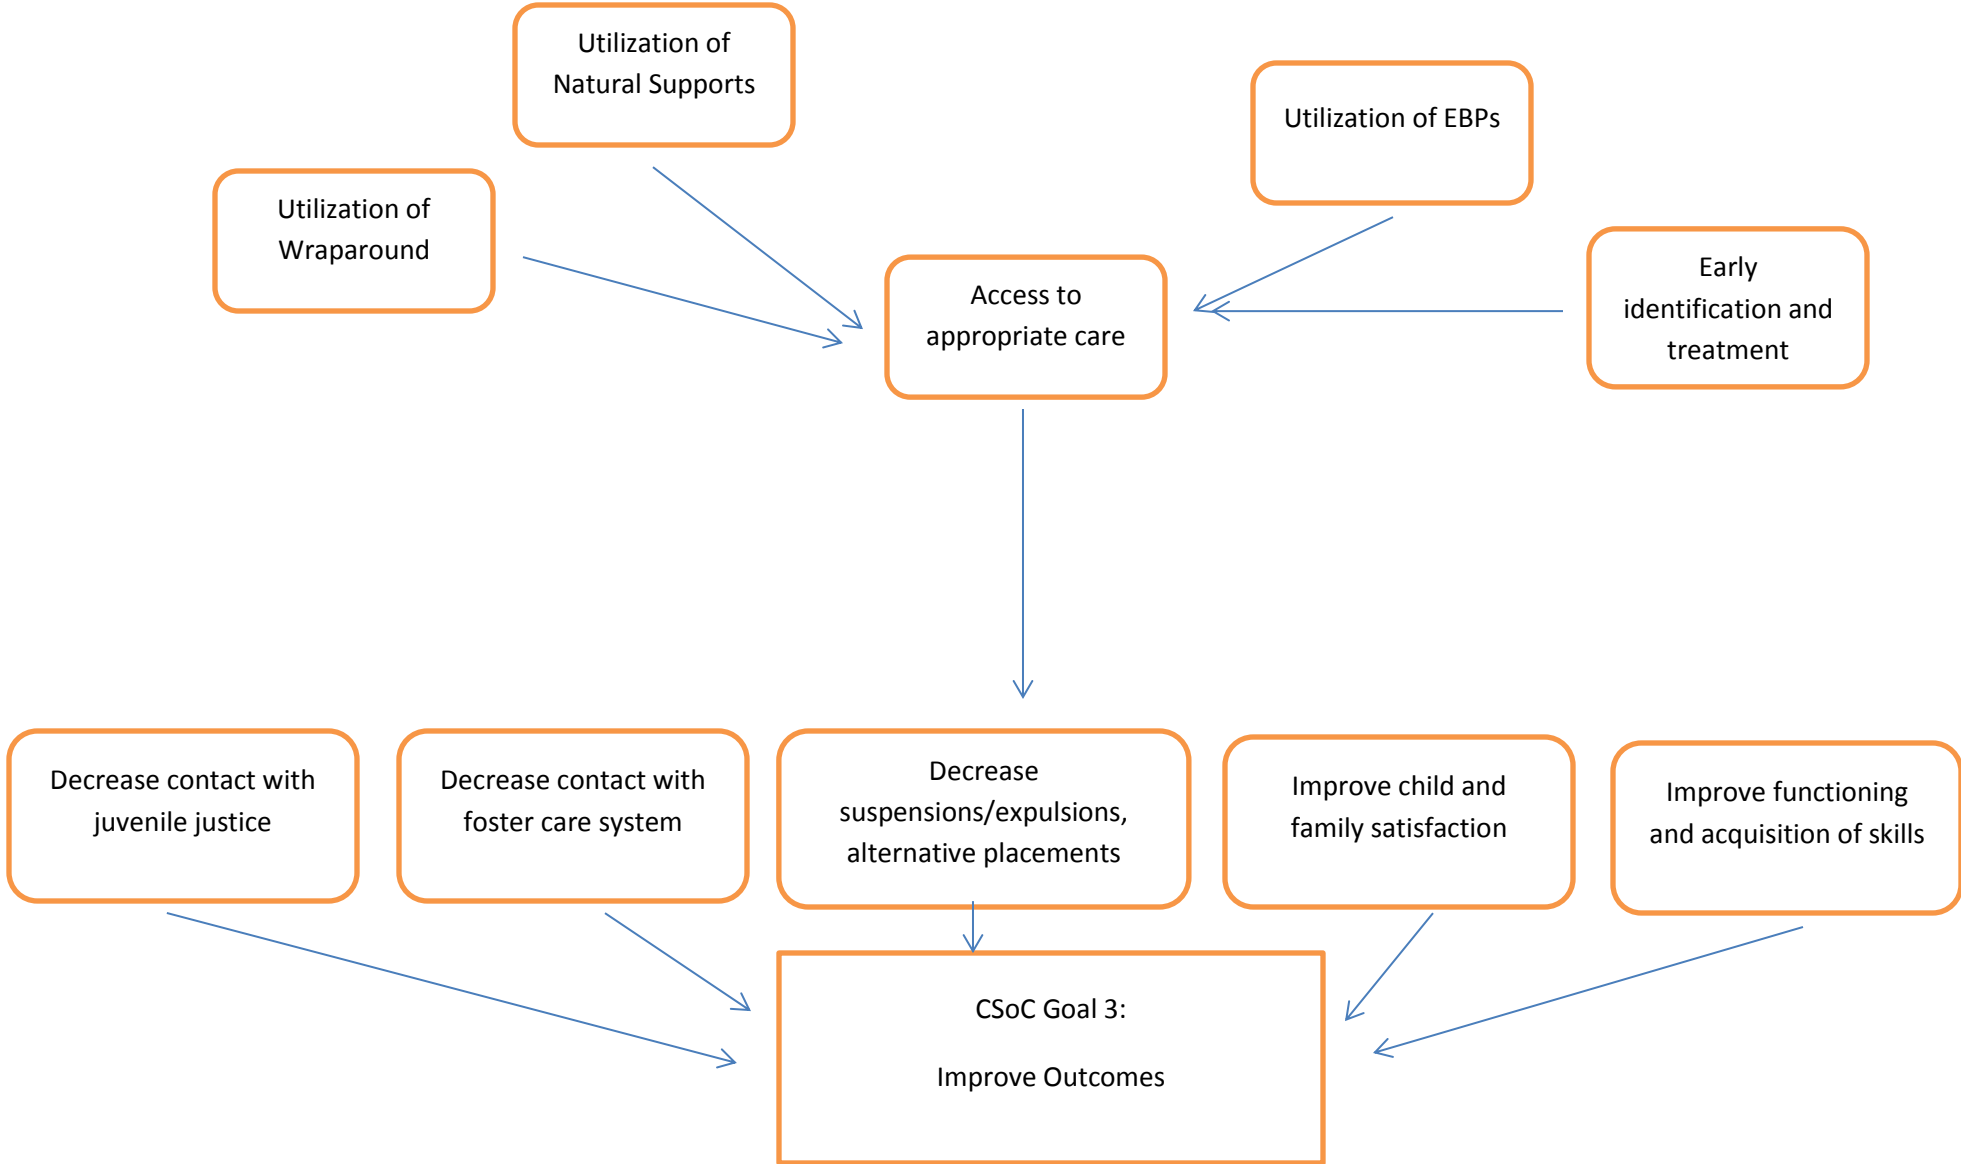 Utilization of
Natural Supports
Utilization of EBPs
Utilization of
Wraparound
Early
identification and
treatment
Access to
appropriate care
Decrease contact with
juvenile justice
Decrease contact with
foster care system
Decrease
suspensions/expulsions,
alternative placements
Improve child and
family satisfaction
Improve functioning
and acquisition of skills
CSoC Goal 3:
Improve Outcomes